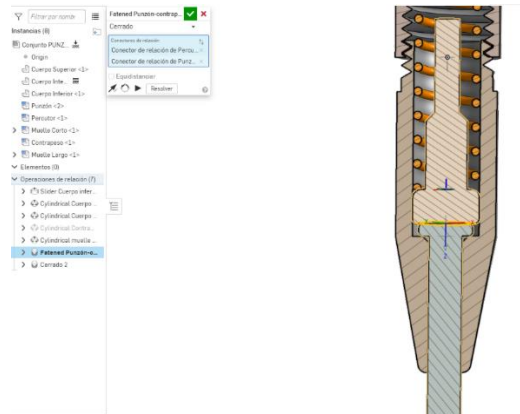 Filtrar por nombre
Instancias (8)
Conjunto PUNZ...
Origin
Cuerpo Superior <1>
Cuerpo Inte...
Cuerpo Inferior <1>
Punzón <2>
Percutor <1>
Muelle Corto <1>
Contrapeso <1>
Muelle Largo <1>
Elementos (0)
Operaciones de relación (7)
Slider Cuerpo infer...
Cylindrical Cuerpo...
Cylindrical Cuerpo...
Cylindrical Contra...
Cylindrical muelle ...
Fatened Punzón-c...
Cerrado 2
Fatened Punzón-contrap...
Cerrado
Conectores de relación
Conector de relación de Percu...
Conector de relación de Punz...
Equidistanciar
Resolver